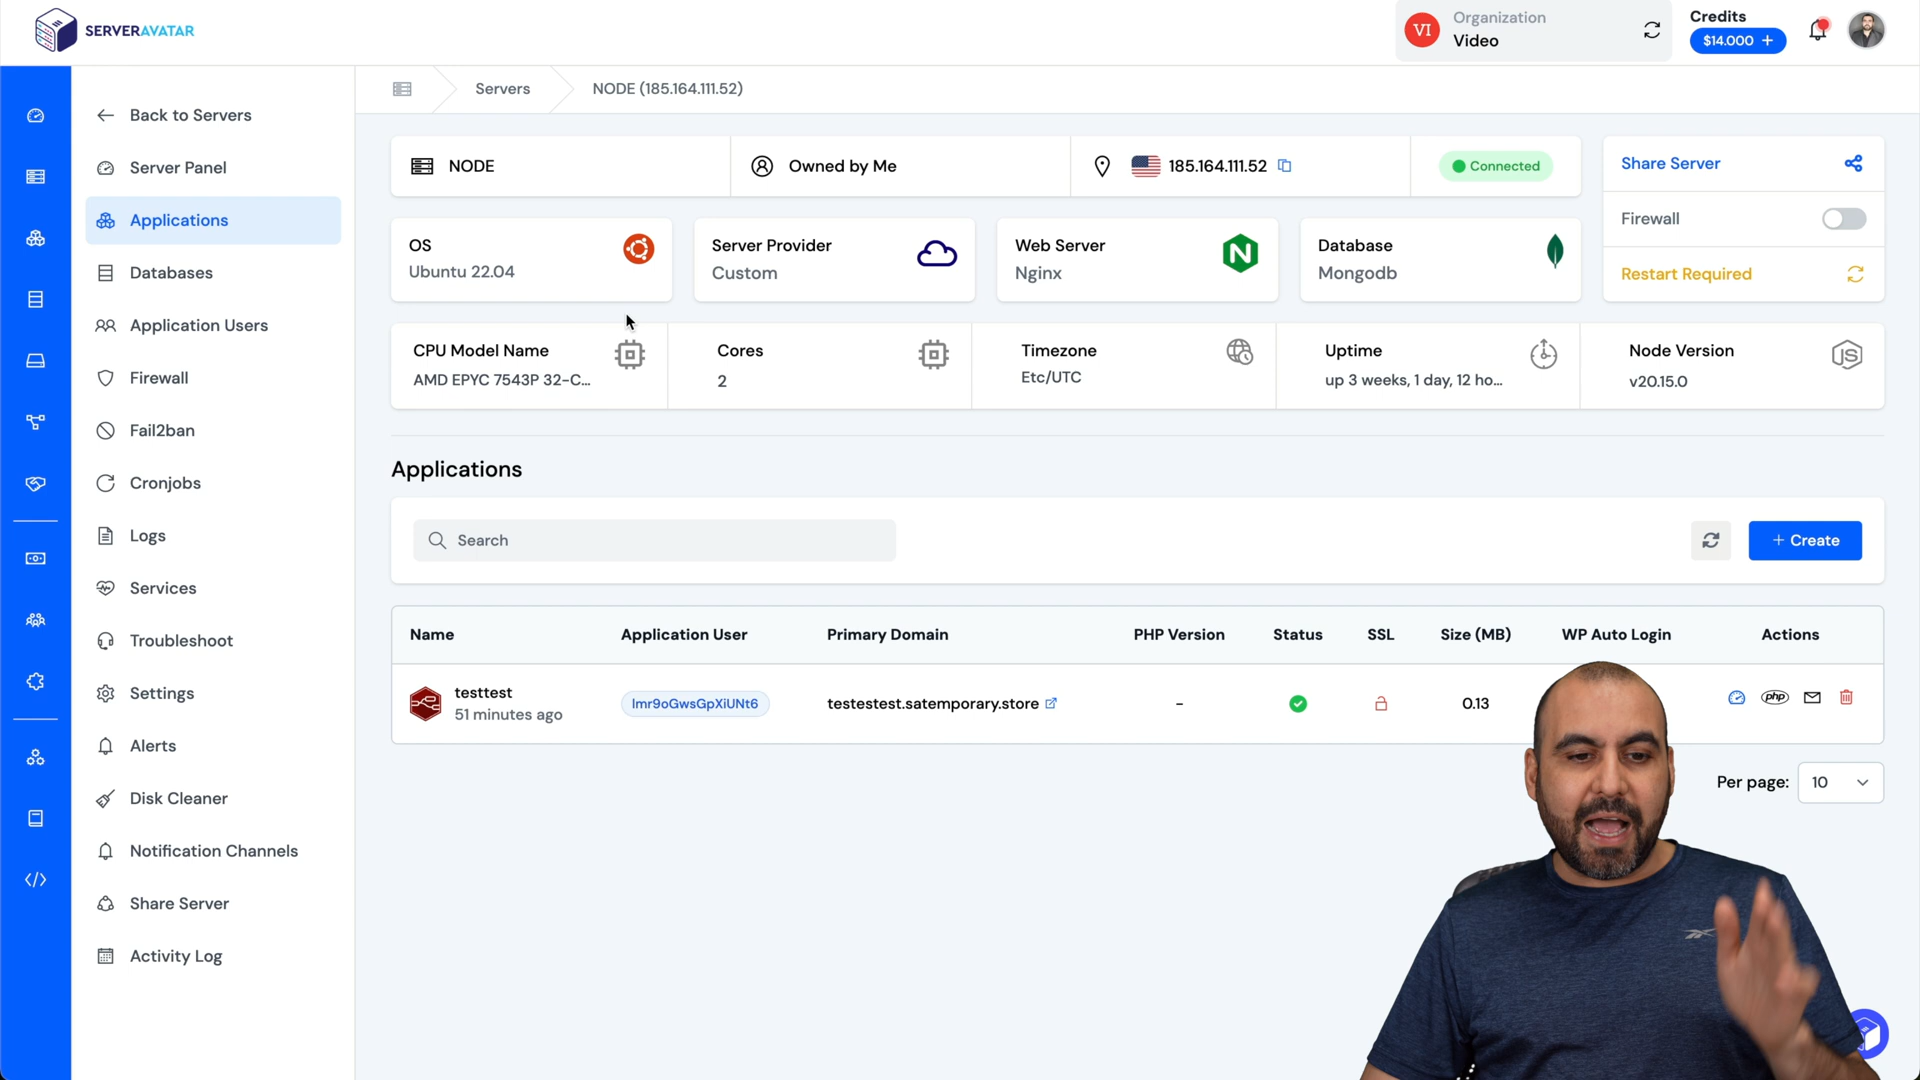 SERVERAVATAR
VI
Organization
Video
Credits
$14.000 +
Servers
NODE (185.164.111.52)
Back to Servers
Server Panel
Applications
Databases
Application Users
Firewall
Fail2ban
Cronjobs
Logs
Services
Troubleshoot
Settings
Alerts
Disk Cleaner
Notification Channels
Share Server
Activity Log
NODE
Owned by Me
185.164.111.52
Connected
Share Server
Firewall
Restart Required
OS
Ubuntu 22.04
Server Provider
Custom
Web Server
Nginx
N
Database
Mongodb
CPU Model Name
AMD EPYC 7543P 32-C...
Cores
2
Timezone
Etc/UTC
Uptime
up 3 weeks, 1 day, 12 ho...
Node Version
v20.15.0
JS
Applications
Search
+ Create
Name Application User Primary Domain PHP Version Status SSL Size (MB) WP Auto Login Actions
testtest
51 minutes ago
lmr9oGwsGpXiUNt6
testestest.satemporary.store
-
0.13
php
Per page: 10